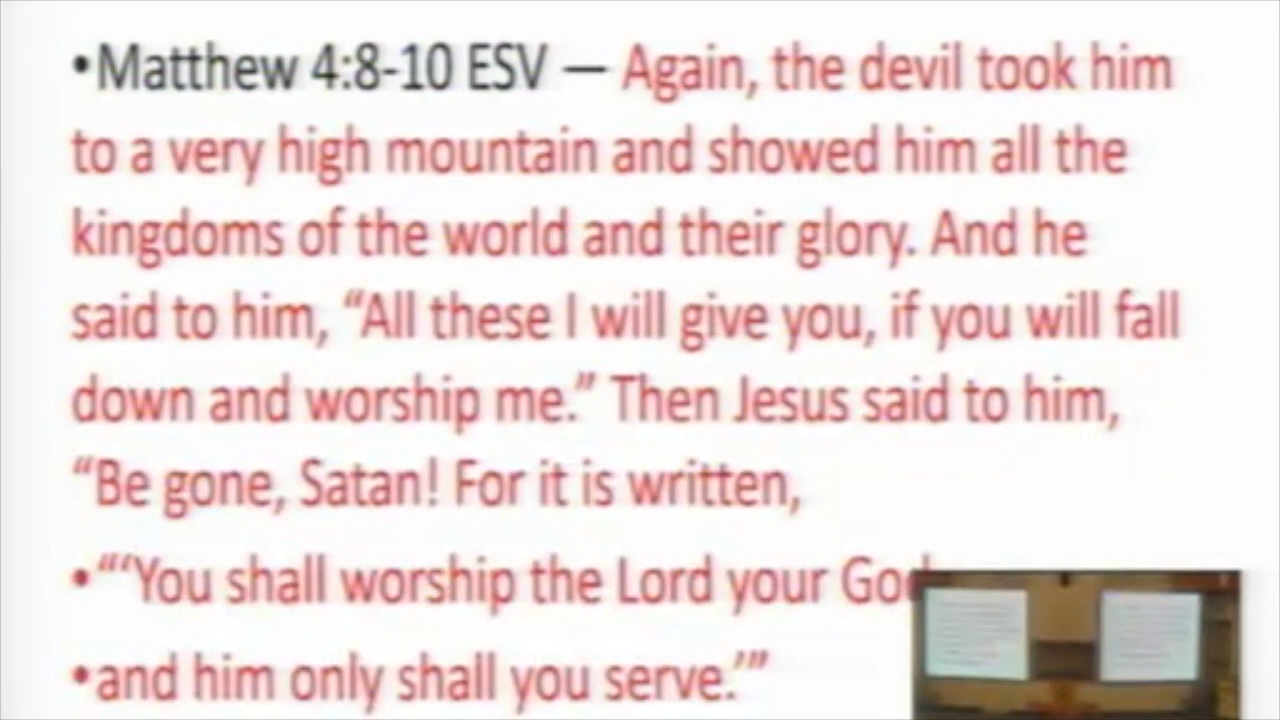 •Matthew 4:8-10 ESV — Again, the devil took him
to a very high mountain and showed him all the
kingdoms of the world and their glory. And he
said to him, “All these I will give you, if you will fall
down and worship me.” Then Jesus said to him,
“Be gone, Satan! For it is written,
•“‘You shall worship the Lord your God
•and him only shall you serve.’”